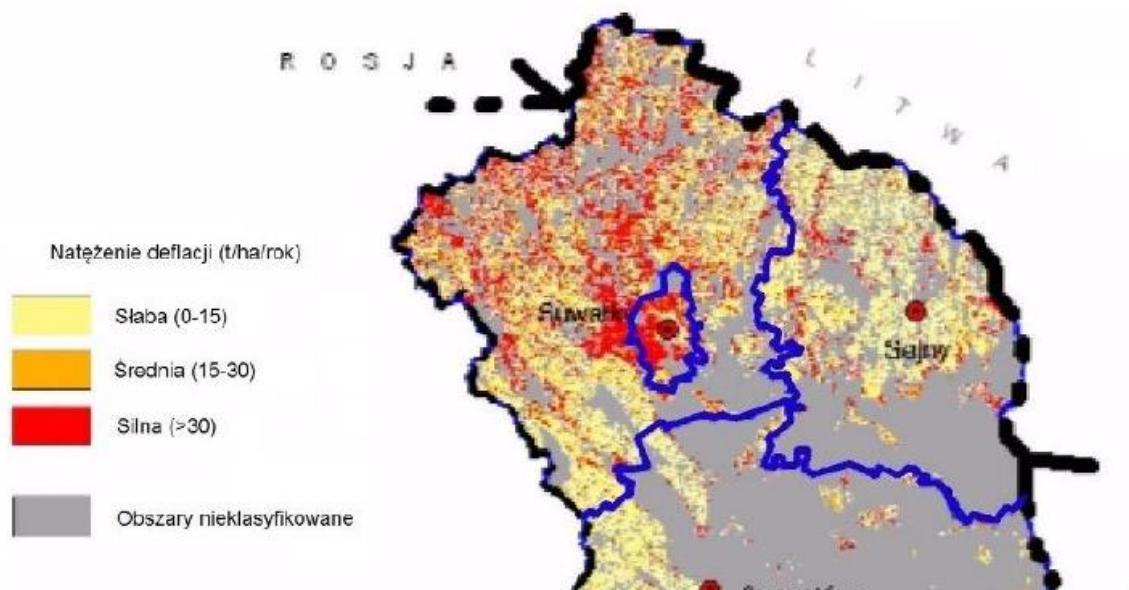 R O S J A
L I T W A
Natężenie deflacji (t/ha/rok)
Słaba (0-15)
Średnia (15-30)
Silna (>30)
Obszary nieklasyfikowane
Suwałki
Sejny